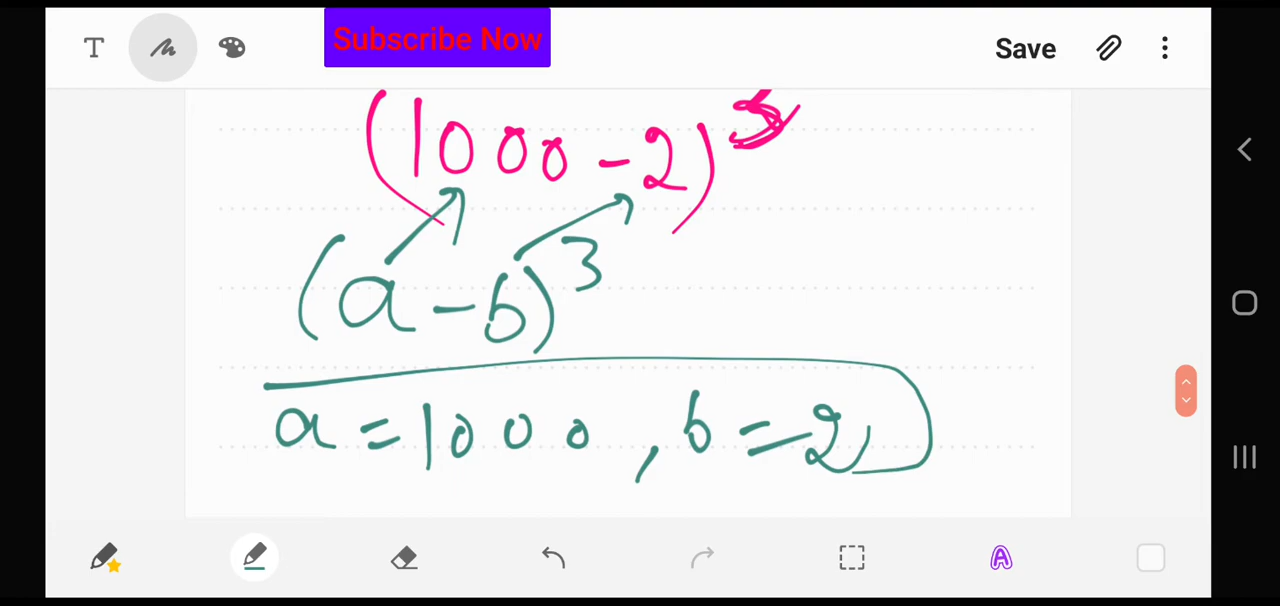 Subscribe Now
T
Save
(1000-2)³
(a-b)³
a=1000, b=2
A